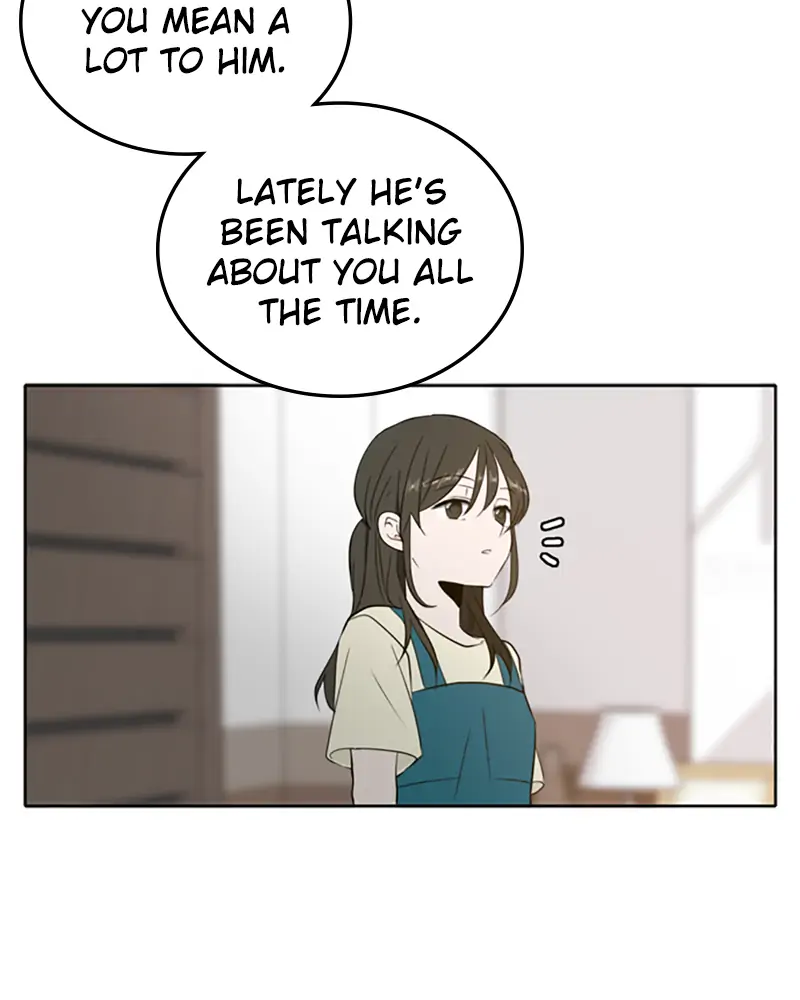 YOU MEAN A
LOT TO HIM.
LATELY HE'S
BEEN TALKING
ABOUT YOU ALL
THE TIME.